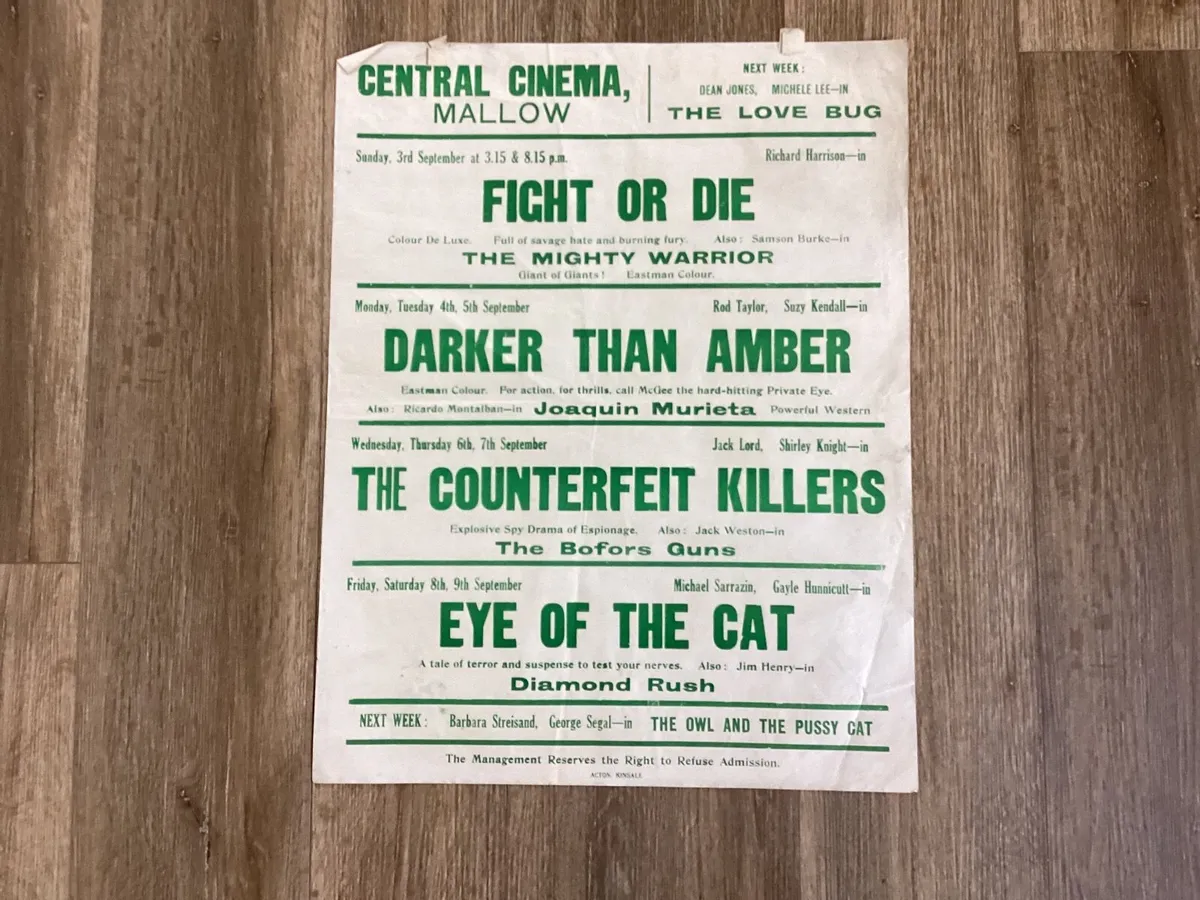 CENTRAL CINEMA,
MALLOW
NEXT WEEK:
DEAN JONES, MICHELE LEE—IN
THE LOVE BUG
Sunday, 3rd September at 3.15 & 8.15 p.m. Richard Harrison—in
FIGHT OR DIE
Colour De Luxe. Full of savage hate and burning fury. Also: Samson Burke—in
THE MIGHTY WARRIOR
Giant of Giants! Eastman Colour.
Monday, Tuesday 4th, 5th September Rod Taylor, Suzy Kendall—in
DARKER THAN AMBER
Eastman Colour. For action, for thrills, call McGee the hard-hitting Private Eye.
Also: Ricardo Montalban—in Joaquin Murieta Powerful Western
Wednesday, Thursday 6th, 7th September Jack Lord, Shirley Knight—in
THE COUNTERFEIT KILLERS
Explosive Spy Drama of Espionage. Also: Jack Weston—in
The Bofors Guns
Friday, Saturday 8th, 9th September Michael Sarrazin, Gayle Hunnicutt—in
EYE OF THE CAT
A tale of terror and suspense to test your nerves. Also: Jim Henry—in
Diamond Rush
NEXT WEEK: Barbara Streisand, George Segal—in THE OWL AND THE PUSSY CAT
The Management Reserves the Right to Refuse Admission.
ACTON, KINSALE